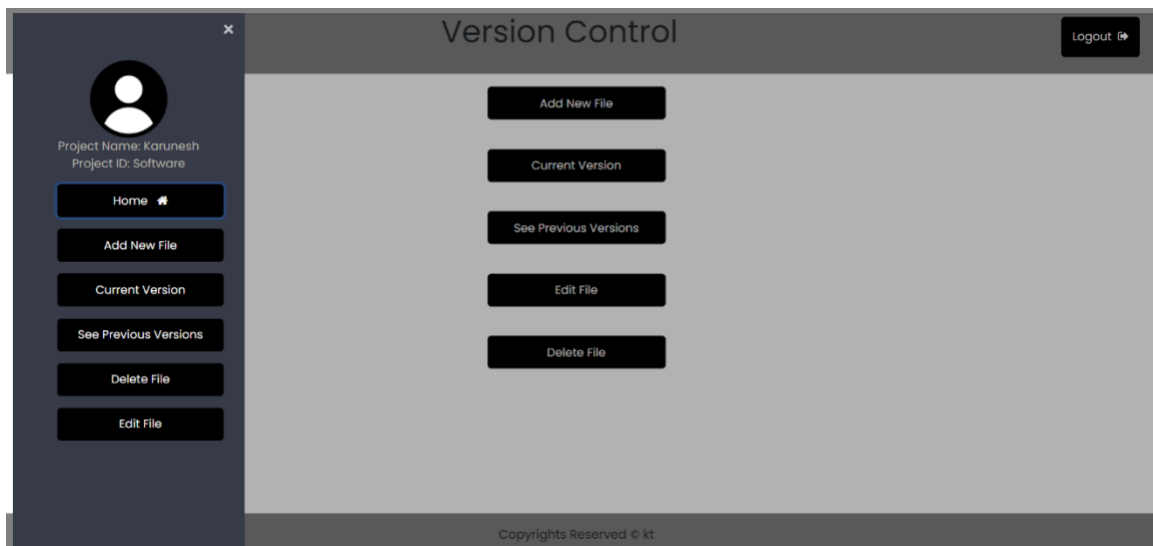 ×
Version Control
Logout
Project Name: Karunesh
Project ID: Software
Home
Add New File
Current Version
See Previous Versions
Delete File
Edit File
Add New File
Current Version
See Previous Versions
Edit File
Delete File
Copyrights Reserved © kt